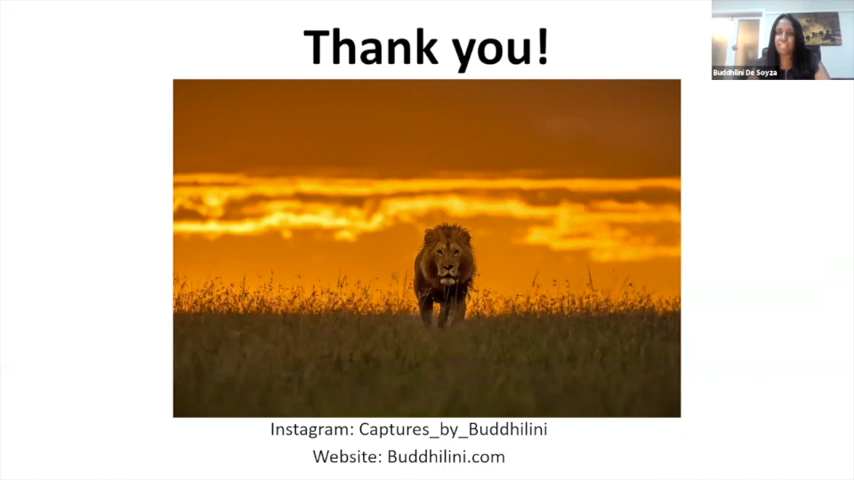 Thank you!
Buddhilini De Soyza
Instagram: Captures_by_Buddhilini
Website: Buddhilini.com